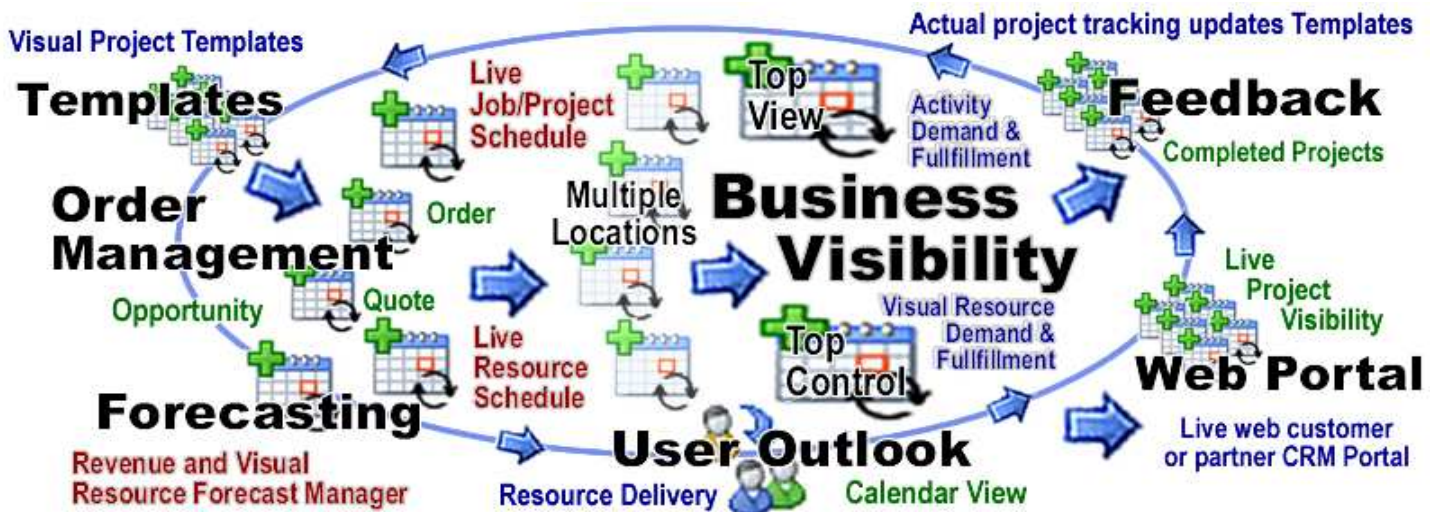 Visual Project Templates
Actual project tracking updates Templates
Templates
Live
Job/Project
Schedule
Top
View
Activity
Demand &
Fullfillment
Feedback
Completed Projects
Order
Management
Order
Multiple
Locations
Business
Visibility
Opportunity
Quote
Live
Resource
Schedule
Top
Control
Visual Resource
Demand &
Fullfillment
Live
Project
Visibility
Web Portal
Forecasting
User Outlook
Live web customer
or partner CRM Portal
Revenue and Visual
Resource Forecast Manager
Resource Delivery
Calendar View